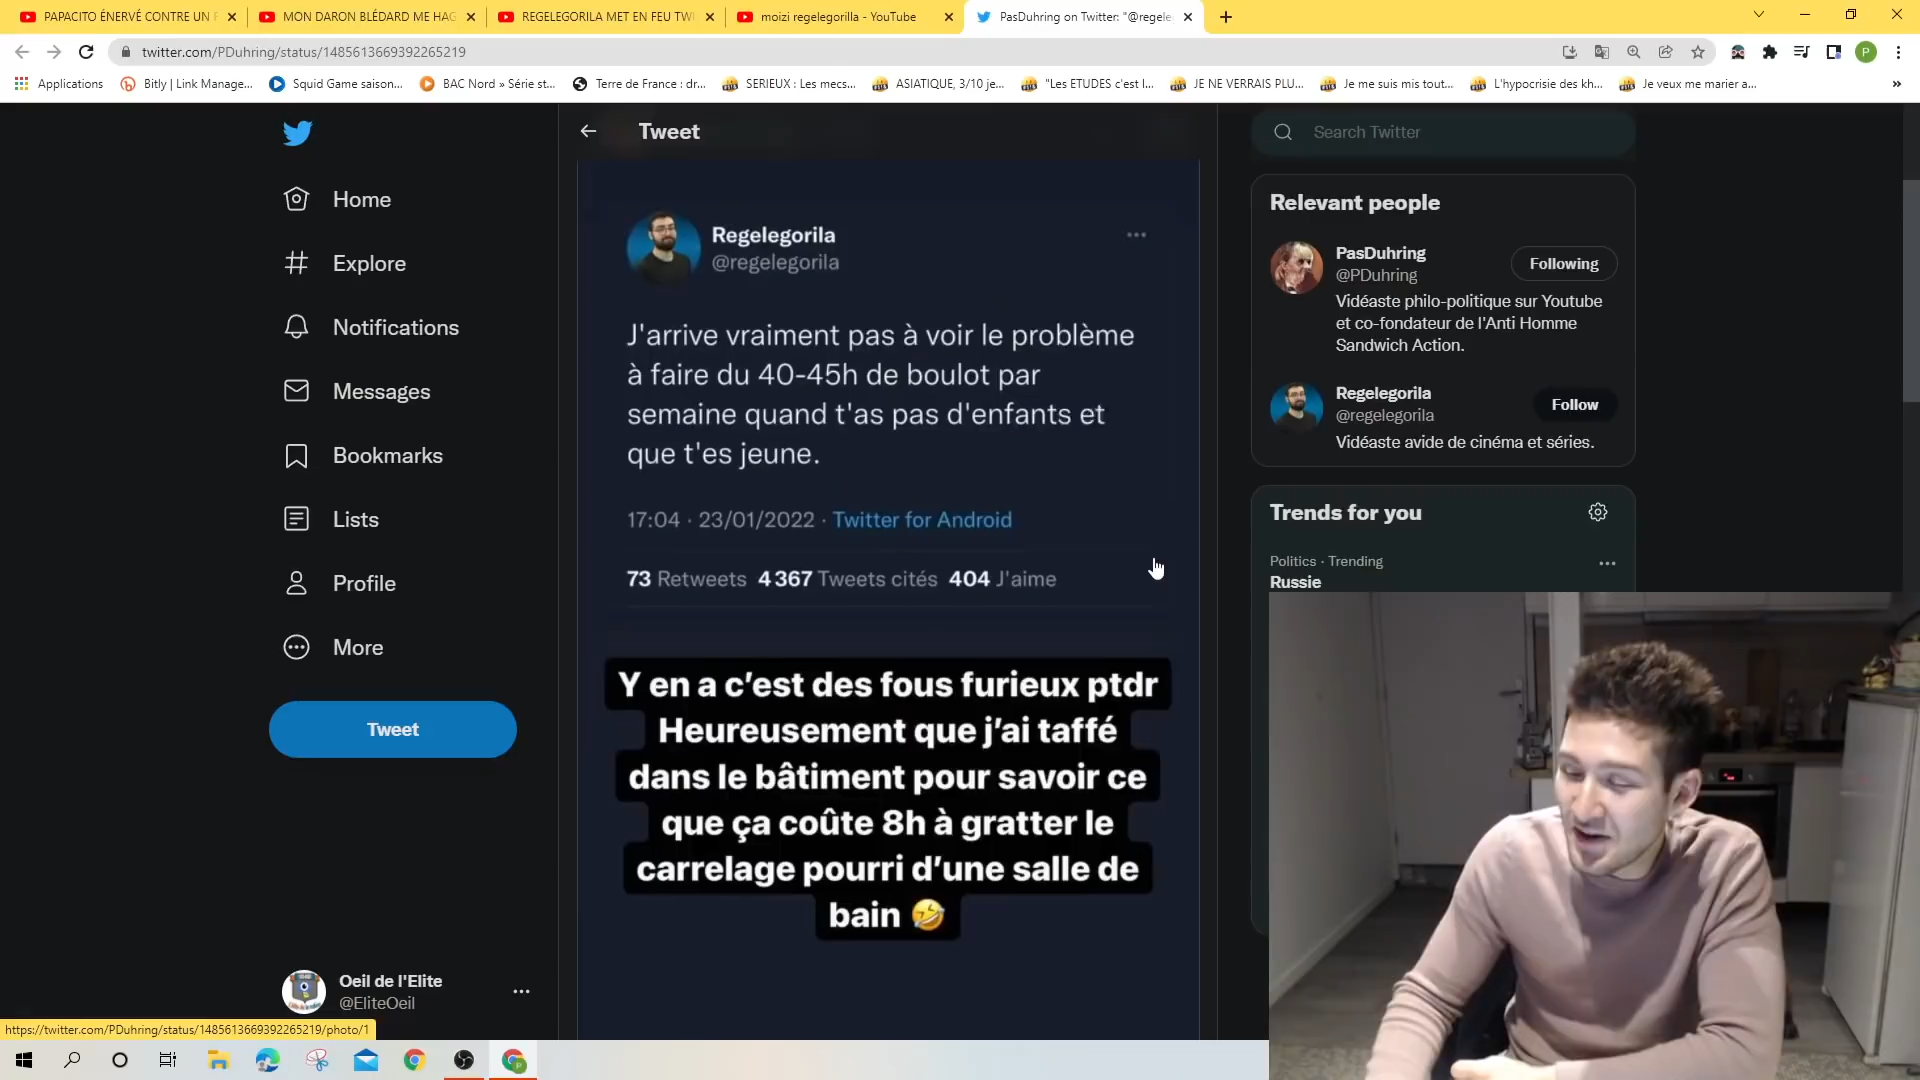 PAPACITO ÉNERVÉ CONTRE UN F
MON DARON BLÉDARD ME HAG
REGELEGORILA MET EN FEU TWI
moizi regelegorilla - YouTube
PasDuhring on Twitter: "@regele
twitter.com/PDuhring/status/1485613669392265219
P
Applications
Bitly | Link Manage...
Squid Game saison...
BAC Nord » Série st...
Terre de France : dr...
SERIEUX : Les mecs...
ASIATIQUE, 3/10 je...
"Les ETUDES c'est l...
JE NE VERRAIS PLU...
Je me suis mis tout...
L'hypocrisie des kh...
Je veux me marier a...
Home
Explore
Notifications
Messages
Bookmarks
Lists
Profile
More
Tweet
Oeil de l'Elite
@EliteOeil
https://twitter.com/PDuhring/status/1485613669392265219/photo/1
Tweet
Regelegorila
@regelegorila
J'arrive vraiment pas à voir le problème
à faire du 40-45h de boulot par
semaine quand t'as pas d'enfants et
que t'es jeune.
17:04 · 23/01/2022 · Twitter for Android
73 Retweets 4 367 Tweets cités 404 J'aime
Y en a c’est des fous furieux ptdr
Heureusement que j’ai taffé
dans le bâtiment pour savoir ce
que ça coûte 8h à gratter le
carrelage pourri d’une salle de
bain 🤣
Search Twitter
Relevant people
PasDuhring
@PDuhring
Following
Vidéaste philo-politique sur Youtube
et co-fondateur de l'Anti Homme
Sandwich Action.
Regelegorila
@regelegorila
Follow
Vidéaste avide de cinéma et séries.
Trends for you
Politics · Trending
Russie